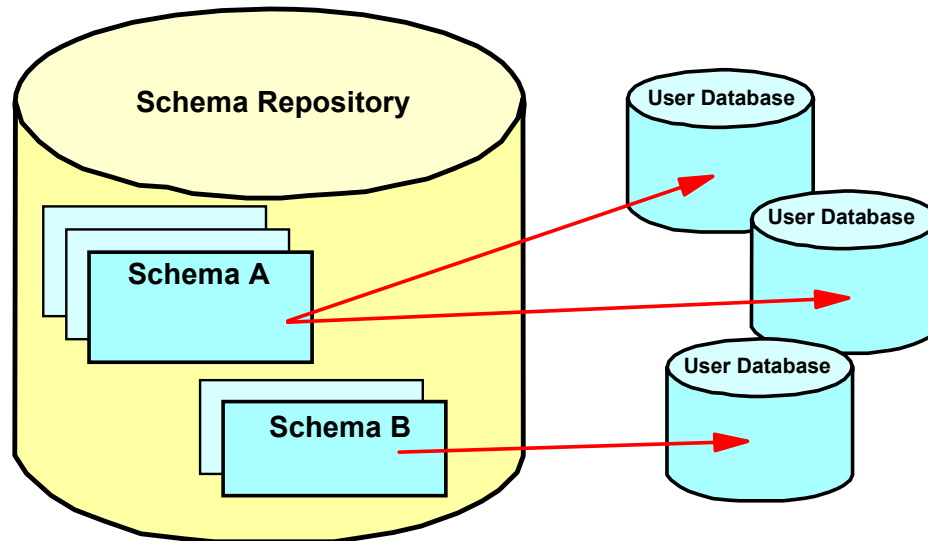 Schema Repository
User Database
User Database
Schema A
User Database
Schema B